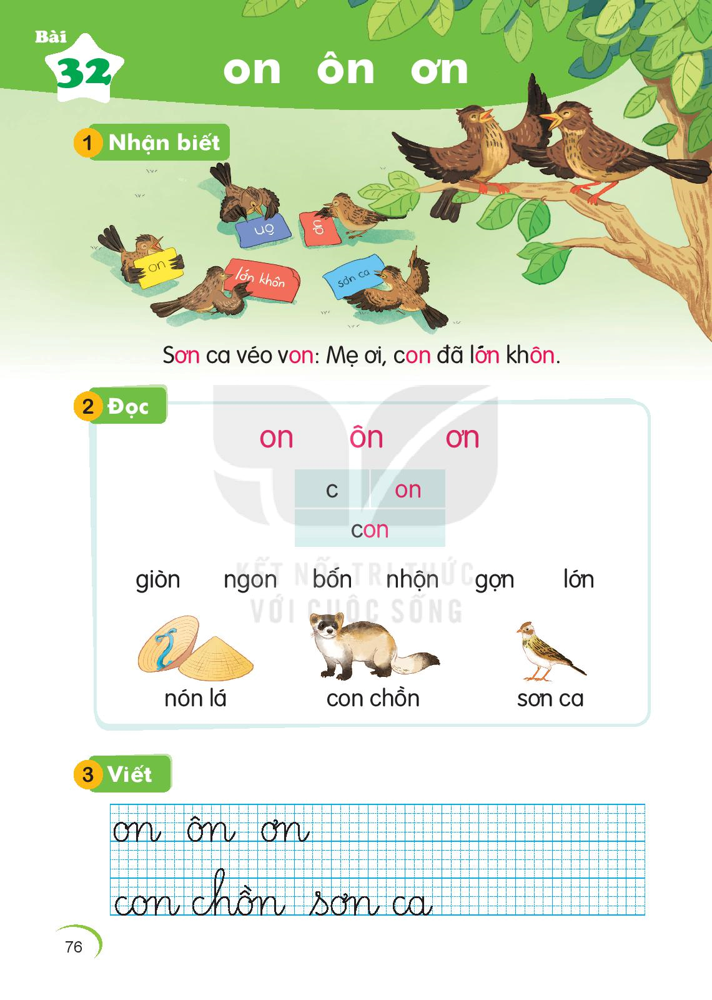 Bài
32
on ôn ơn
1 Nhận biết
ôn
ơn
on
lớn khôn
sơn ca
Sơn ca véo von: Mẹ ơi, con đã lớn khôn.
2 Đọc
on ôn ơn
c on
con
KẾT NỐI TRI THỨC
VỚI CUỘC SỐNG
giòn ngon bốn nhộn gợn lớn
nón lá con chồn sơn ca
3 Viết
on ôn ơn
con chồn sơn ca
76